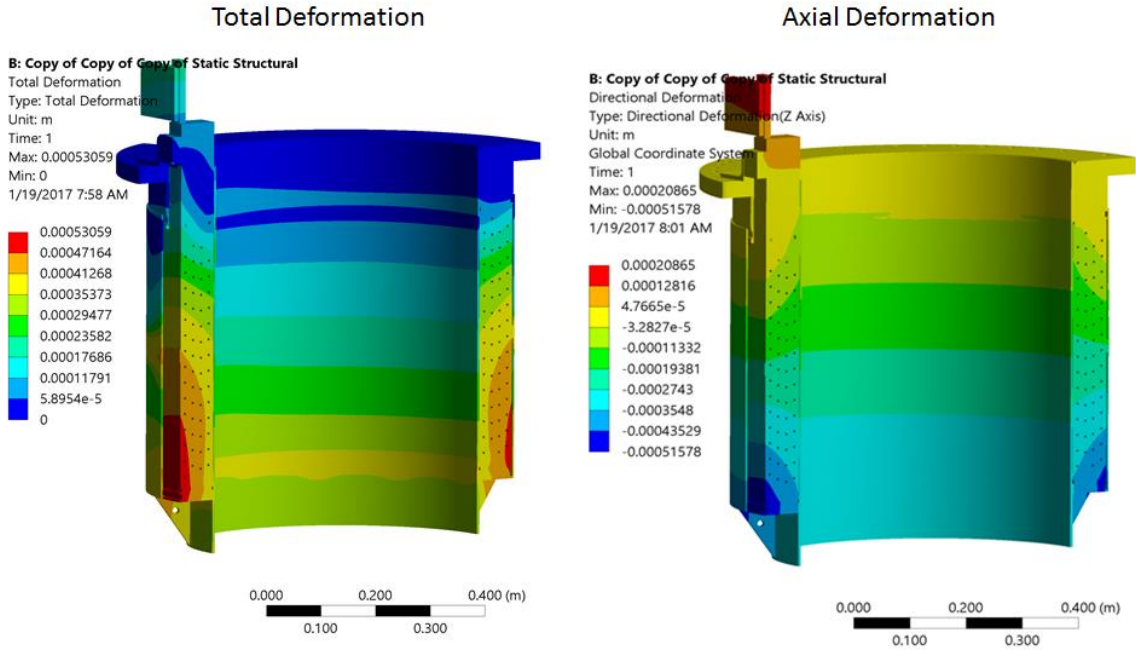 Total Deformation
B: Copy of Copy of Copy of Static Structural
Total Deformation
Type: Total Deformation
Unit: m
Time: 1
Max: 0.00053059
Min: 0
1/19/2017 7:58 AM
0.00053059
0.00047164
0.00041268
0.00035373
0.00029477
0.00023582
0.00017686
0.00011791
5.8954e-5
0
0.000
0.200
0.400 (m)
0.100
0.300
Axial Deformation
B: Copy of Copy of Copy of Static Structural
Directional Deformation
Type: Directional Deformation(Z Axis)
Unit: m
Global Coordinate System
Time: 1
Max: 0.00020865
Min: -0.00051578
1/19/2017 8:01 AM
0.00020865
0.00012816
4.7665e-5
-3.2827e-5
-0.00011332
-0.00019381
-0.0002743
-0.0003548
-0.00043529
-0.00051578
0.000
0.200
0.400 (m)
0.100
0.300